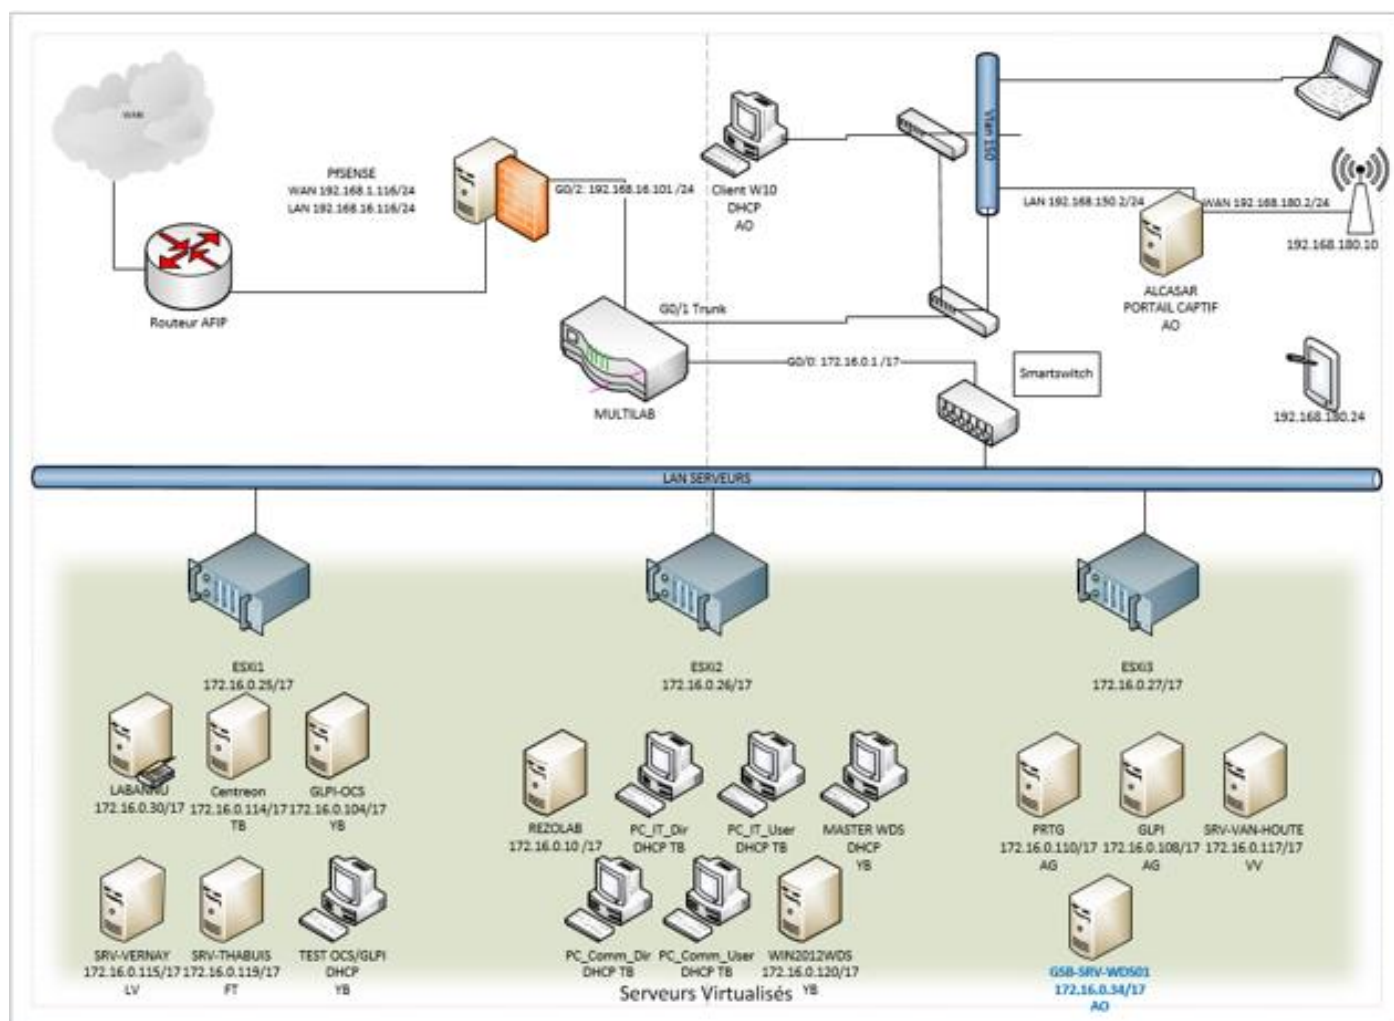 WAN
PfSENSE
WAN 192.168.1.116/24
LAN 192.168.16.116/24
G0/2: 192.168.16.101 /24
Routeur AFIP
Client W10
DHCP
AO
Vlan 150
LAN 192.168.150.2/24
WAN 192.168.180.2/24
192.168.180.10
ALCASAR
PORTAIL CAPTIF
AO
G0/1 Trunk
G0/0: 172.16.0.1 /17
MULTILAB
Smartswitch
192.168.180.24
LAN SERVEURS
ESXi1
172.16.0.25/17
ESXi2
172.16.0.26/17
ESXi3
172.16.0.27/17
LABANNU
172.16.0.30/17
Centreon
172.16.0.114/17
TB
GLPI-OCS
172.16.0.104/17
YB
REZOLAB
172.16.0.10 /17
PC_IT_Dir
DHCP TB
PC_IT_User
DHCP TB
MASTER WDS
DHCP
YB
PRTG
172.16.0.110/17
AG
GLPI
172.16.0.108/17
AG
SRV-VAN-HOUTE
172.16.0.117/17
VV
SRV-VERNAY
172.16.0.115/17
LV
SRV-THABUIS
172.16.0.119/17
FT
TEST OCS/GLPI
DHCP
YB
PC_Comm_Dir
DHCP TB
PC_Comm_User
DHCP TB
WIN2012WDS
172.16.0.120/17
YB
Serveurs Virtualisés
GSB-SRV-WDS01
172.16.0.34/17
AO